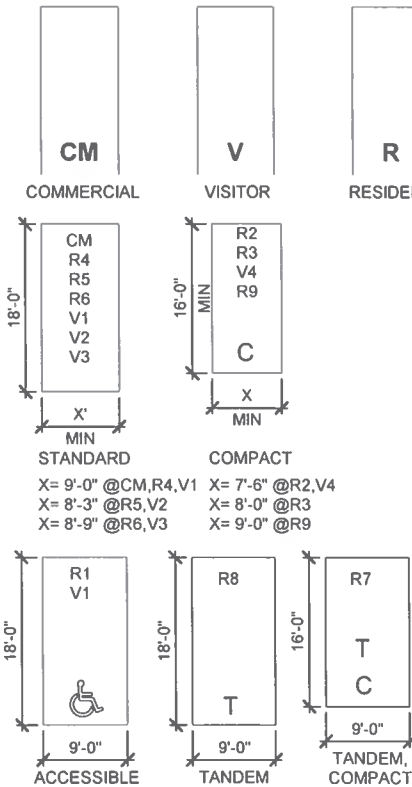 CM
V
R
COMMERCIAL
VISITOR
RESIDE
CM
R4
R5
R6
V1
V2
V3
18'-0"
X'
MIN
STANDARD
X= 9'-0" @CM,R4,V1
X= 8'-3" @R5,V2
X= 8'-9" @R6,V3
R2
R3
V4
R9
C
16'-0"
MIN
X
MIN
COMPACT
X= 7'-6" @R2,V4
X= 8'-0" @R3
X= 9'-0" @R9
R1
V1
18'-0"
9'-0"
ACCESSIBLE
R8
T
18'-0"
9'-0"
TANDEM
R7
T
C
16'-0"
9'-0"
TANDEM,
COMPACT